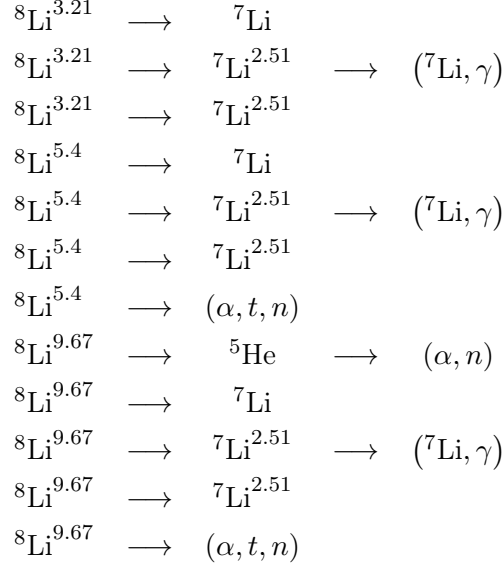 ⁸Li³·²¹ ⟶ ⁷Li
⁸Li³·²¹ ⟶ ⁷Li²·⁵¹ ⟶ (⁷Li, γ)
⁸Li³·²¹ ⟶ ⁷Li²·⁵¹
⁸Li⁵·⁴ ⟶ ⁷Li
⁸Li⁵·⁴ ⟶ ⁷Li²·⁵¹ ⟶ (⁷Li, γ)
⁸Li⁵·⁴ ⟶ ⁷Li²·⁵¹
⁸Li⁵·⁴ ⟶ (α, t, n)
⁸Li⁹·⁶⁷ ⟶ ⁵He ⟶ (α, n)
⁸Li⁹·⁶⁷ ⟶ ⁷Li
⁸Li⁹·⁶⁷ ⟶ ⁷Li²·⁵¹ ⟶ (⁷Li, γ)
⁸Li⁹·⁶⁷ ⟶ ⁷Li²·⁵¹
⁸Li⁹·⁶⁷ ⟶ (α, t, n)